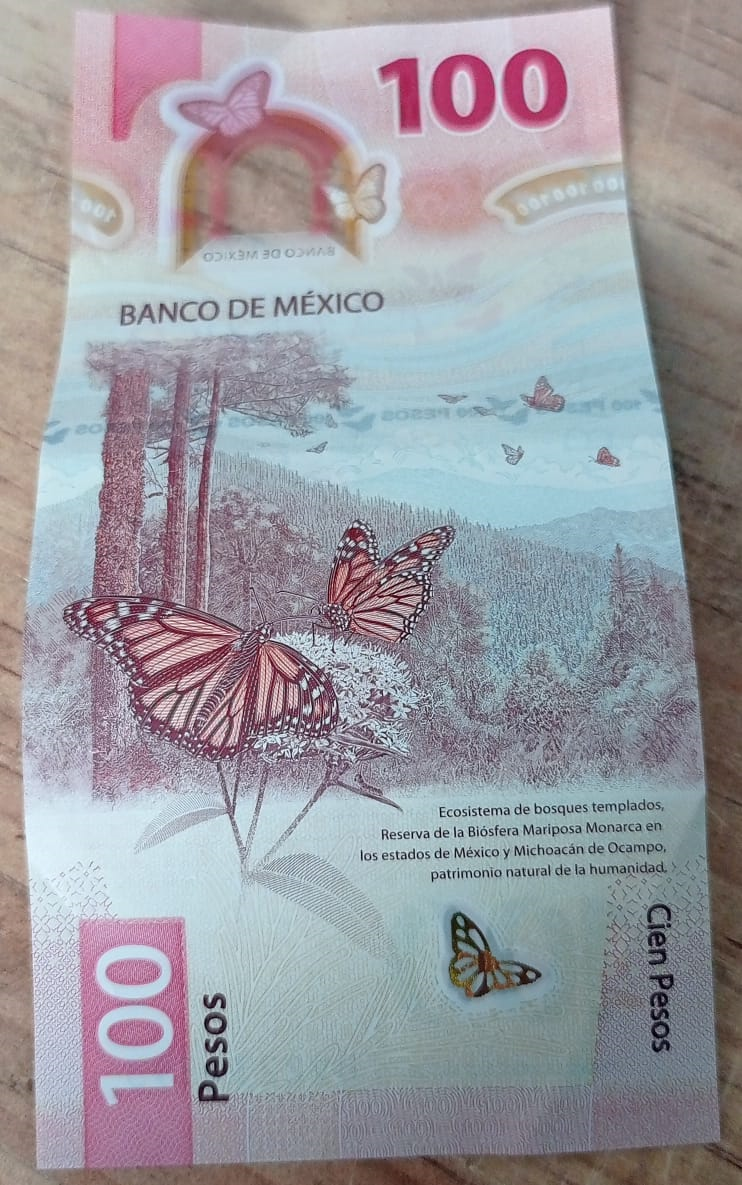 100
BANCO DE MÉXICO
BANCO DE MÉXICO
Ecosistema de bosques templados,
Reserva de la Biósfera Mariposa Monarca en
los estados de México y Michoacán de Ocampo,
patrimonio natural de la humanidad.
100
Pesos
Cien Pesos